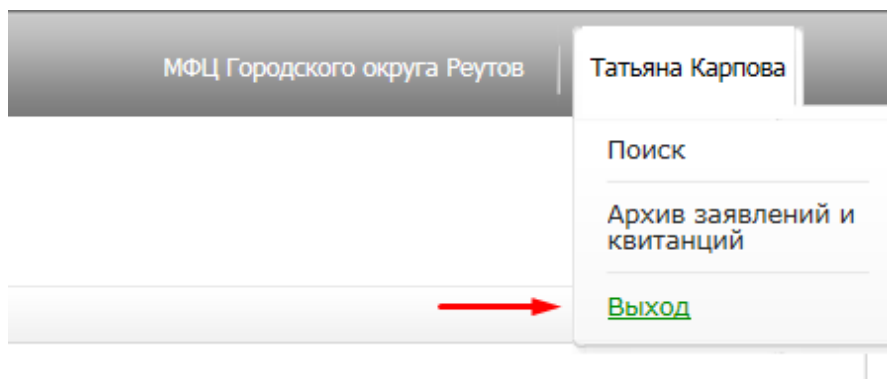 МФЦ Городского округа Реутов
Татьяна Карпова
Поиск
Архив заявлений и
квитанций
Выход